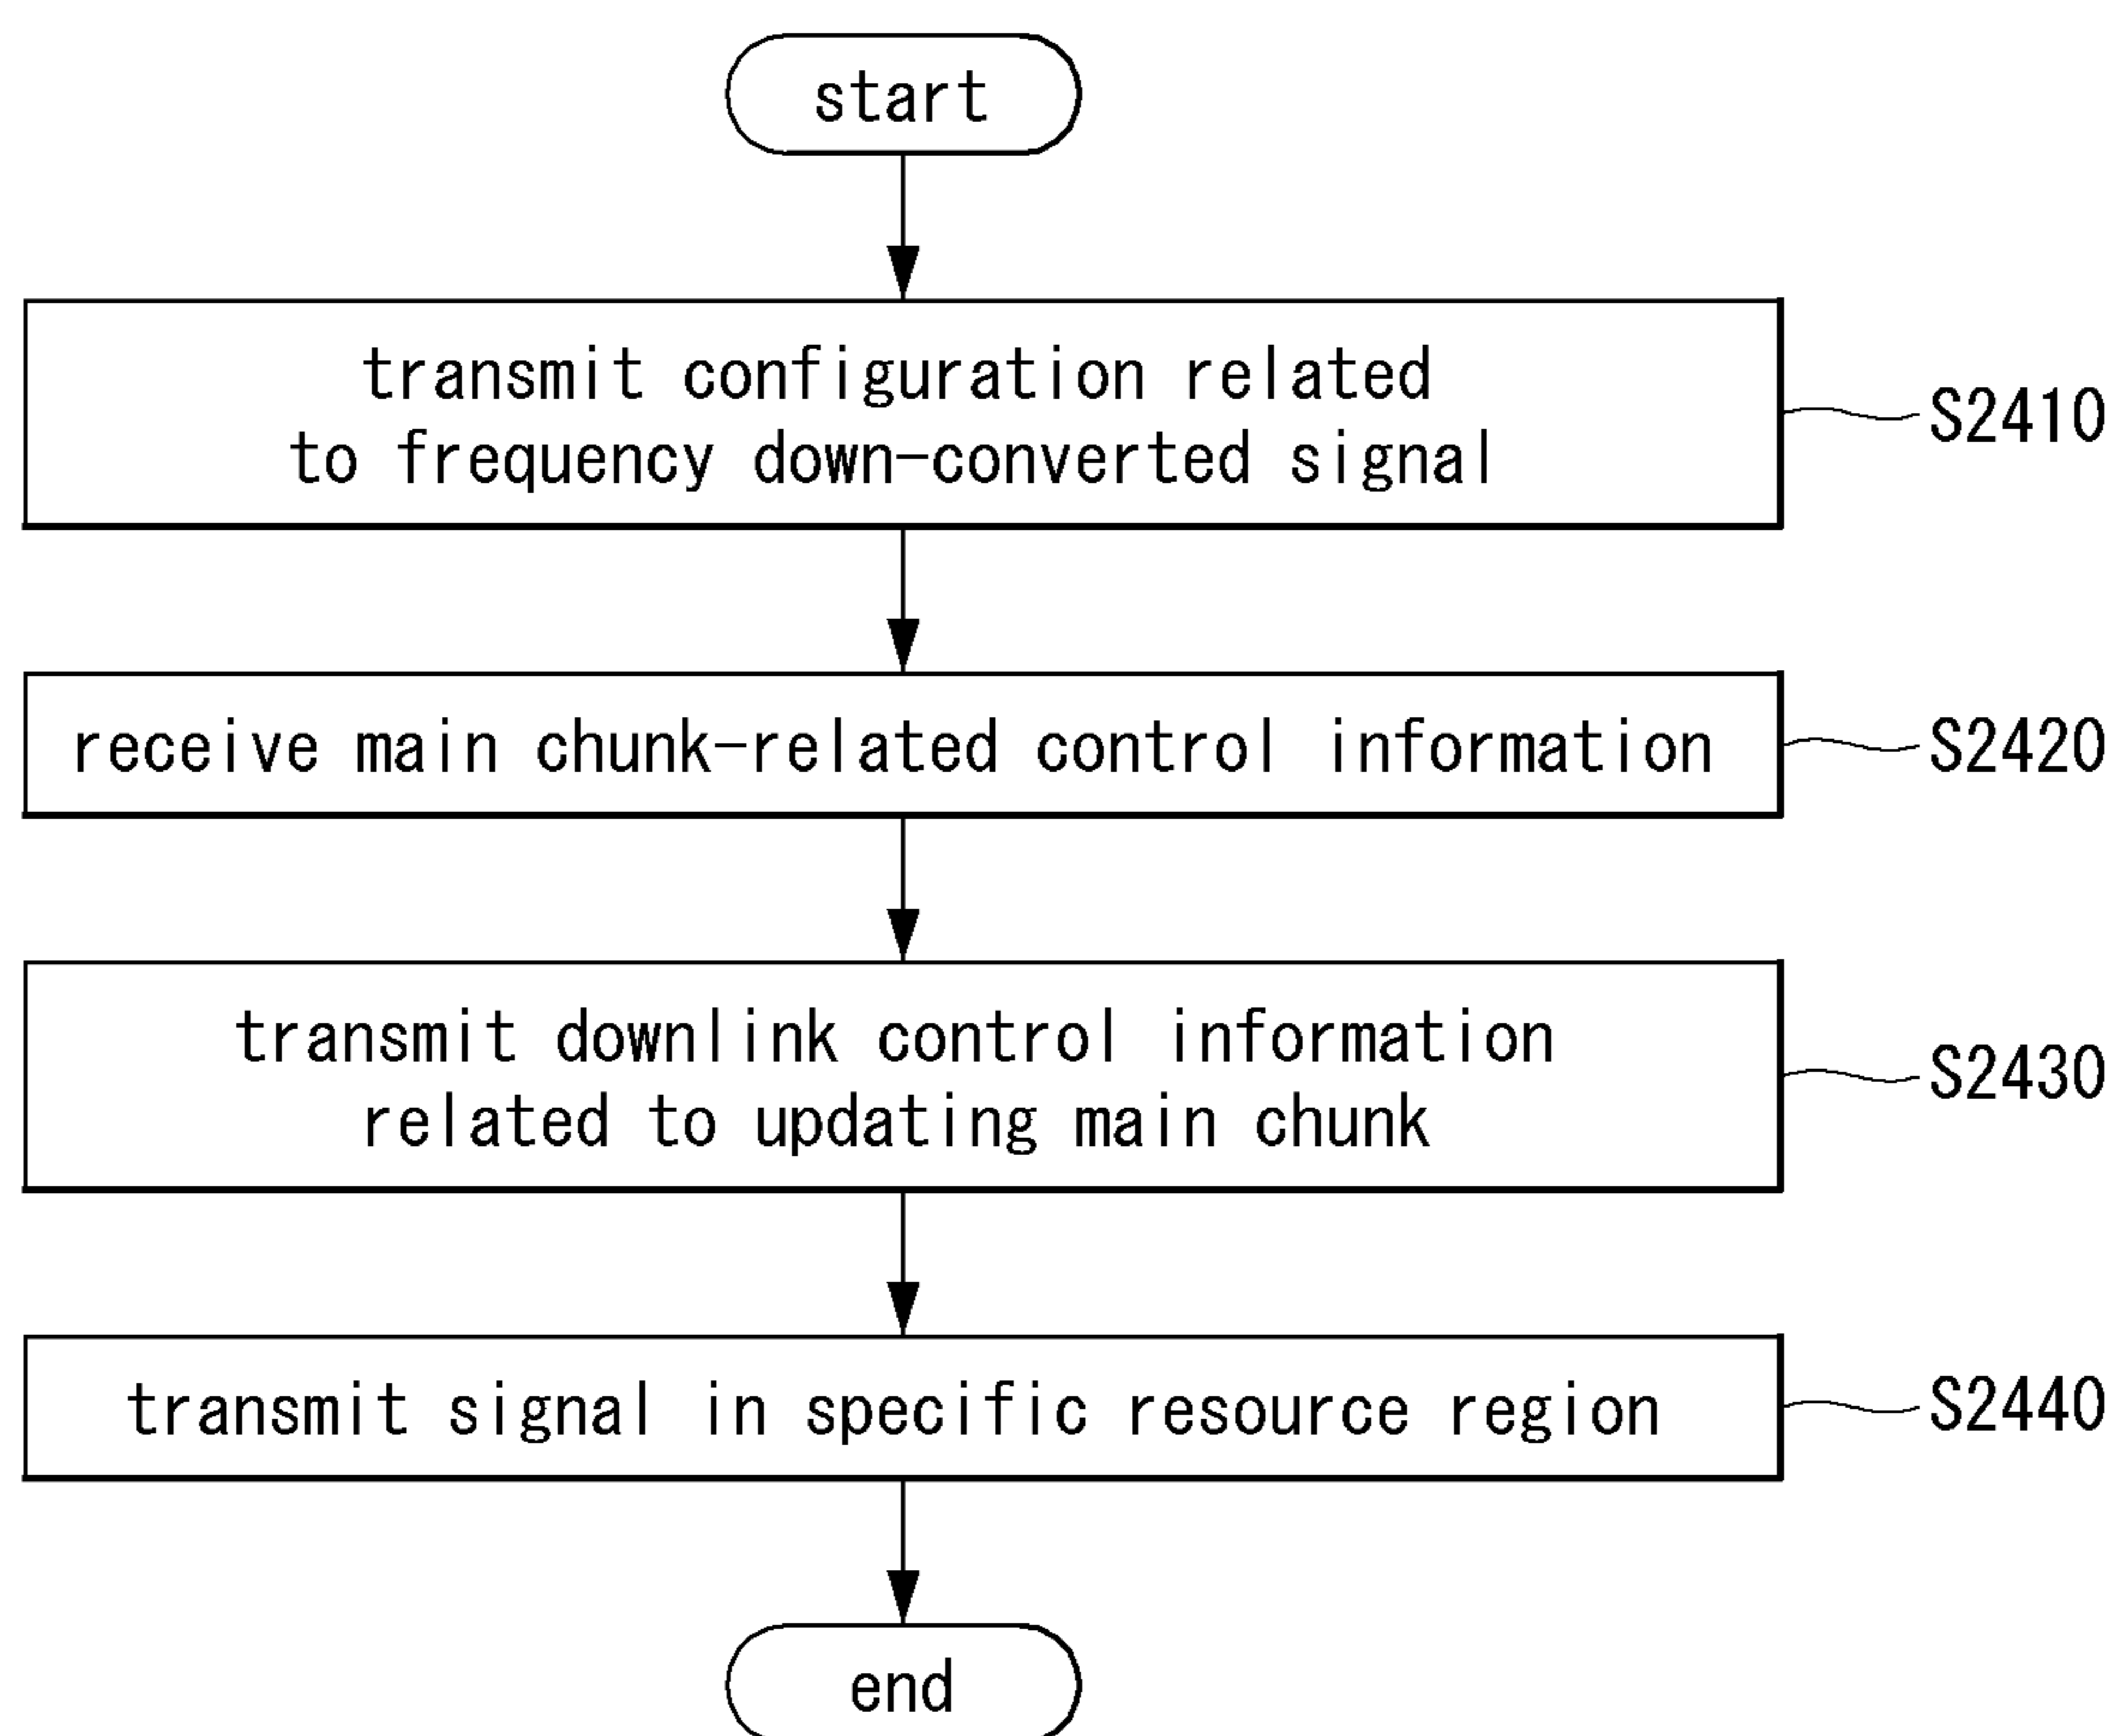 start
transmit configuration related
to frequency down-converted signal
S2410
receive main chunk-related control information
S2420
transmit downlink control information
related to updating main chunk
S2430
transmit signal in specific resource region
S2440
end